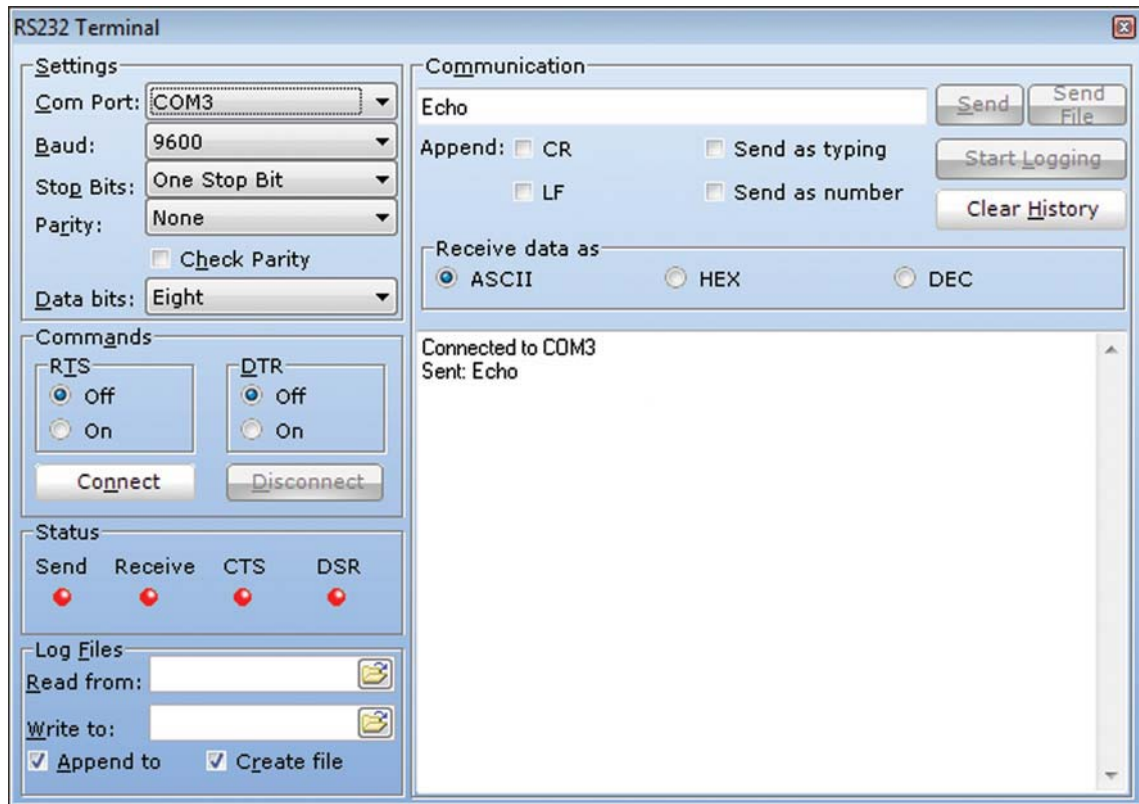 RS232 Terminal
Settings
Com Port: COM3
Baud: 9600
Stop Bits: One Stop Bit
Parity: None
Check Parity
Data bits: Eight
Commands
RTS
Off
On
DTR
Off
On
Connect
Disconnect
Status
Send Receive CTS DSR
Log Files
Read from:
Write to:
Append to Create file
Communication
Echo
Send
Send
File
Append: CR
LF
Send as typing
Send as number
Start Logging
Clear History
Receive data as
ASCII HEX DEC
Connected to COM3
Sent: Echo